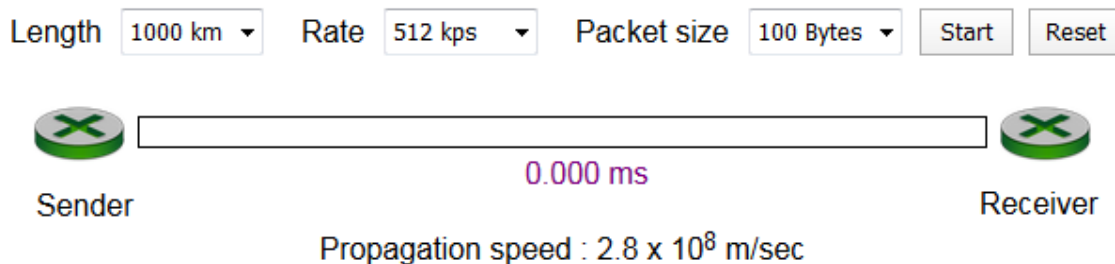 Length 1000 km Rate 512 kps Packet size 100 Bytes Start Reset
0.000 ms
Sender Receiver
Propagation speed : 2.8 x 10⁸ m/sec